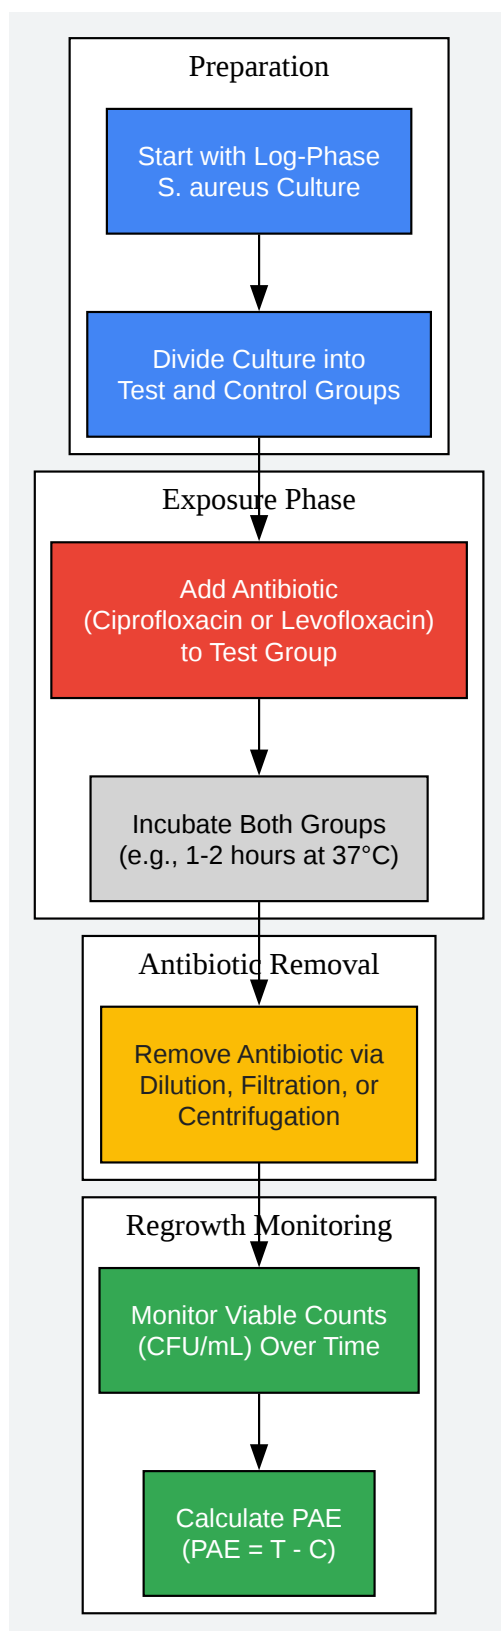 Preparation
Start with Log-Phase
S. aureus Culture
Divide Culture into
Test and Control Groups
Exposure Phase
Add Antibiotic
(Ciprofloxacin or Levofloxacin)
to Test Group
Incubate Both Groups
(e.g., 1-2 hours at 37°C)
Antibiotic Removal
Remove Antibiotic via
Dilution, Filtration, or
Centrifugation
Regrowth Monitoring
Monitor Viable Counts
(CFU/mL) Over Time
Calculate PAE
(PAE = T - C)